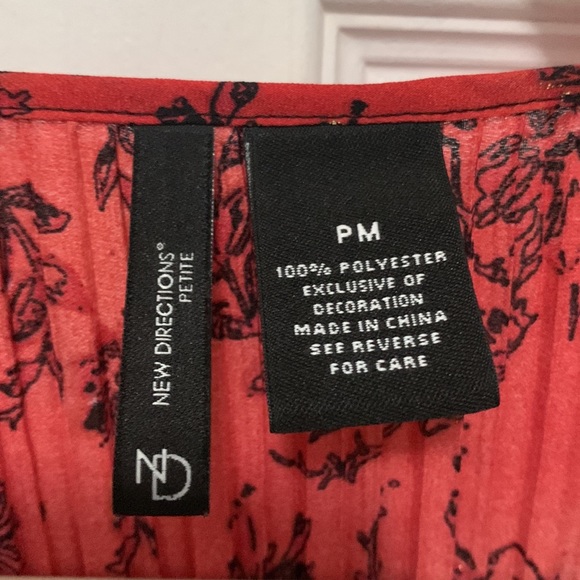 NEW DIRECTIONS®
PETITE
ND
PM
100% POLYESTER
EXCLUSIVE OF
DECORATION
MADE IN CHINA
SEE REVERSE
FOR CARE